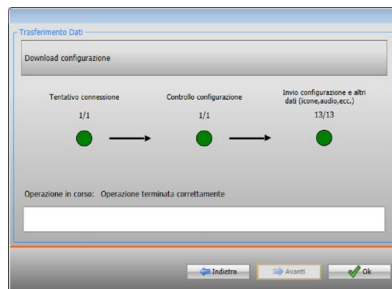 Trasferimento Dati
Download configurazione
Tentativo connessione
1/1
Controllo configurazione
1/1
Invio configurazione e altri
dati (icone,audio,ecc.)
13/13
Operazione in corso: Operazione terminata correttamente
Indietro
Avanti
Ok